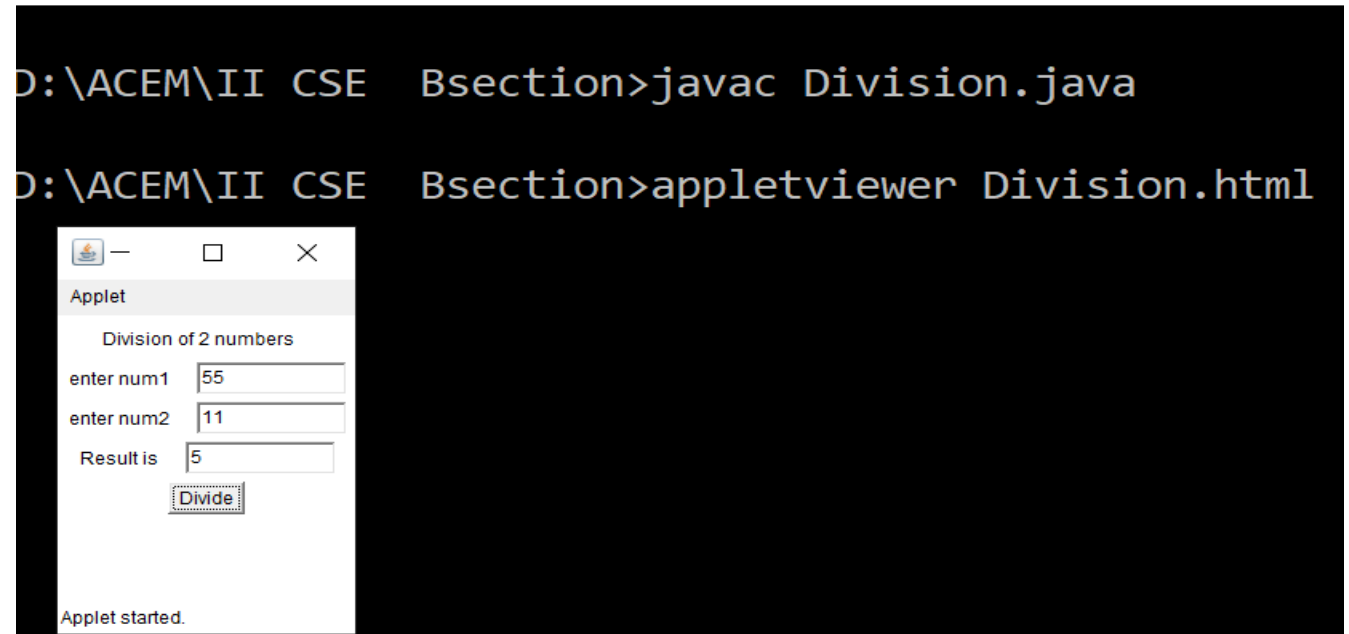 D:\ACEM\II CSE  Bsection>javac Division.java
D:\ACEM\II CSE  Bsection>appletviewer Division.html
Applet
Division of 2 numbers
enter num1 55
enter num2 11
Result is 5
Divide
Applet started.